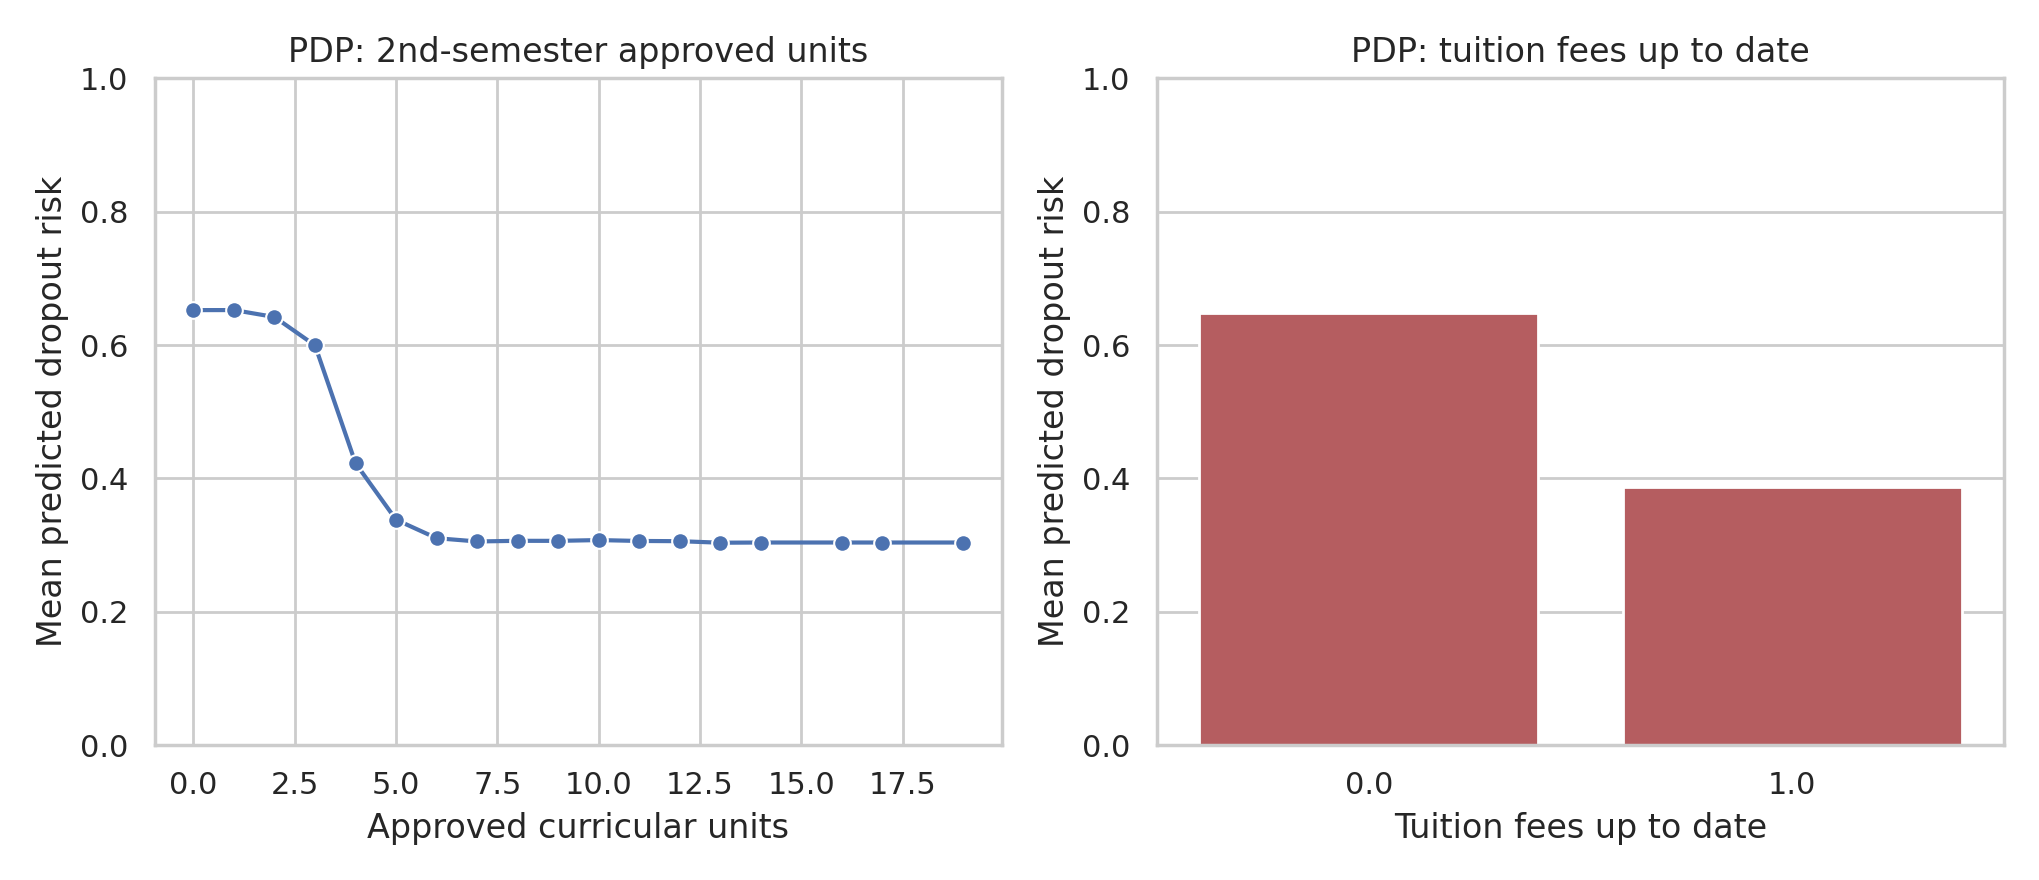 PDP: 2nd-semester approved units
1.0
0.8
0.6
0.4
0.2
0.0
Mean predicted dropout risk
0.0 2.5 5.0 7.5 10.0 12.5 15.0 17.5
Approved curricular units
PDP: tuition fees up to date
1.0
0.8
0.6
0.4
0.2
0.0
Mean predicted dropout risk
0.0 1.0
Tuition fees up to date